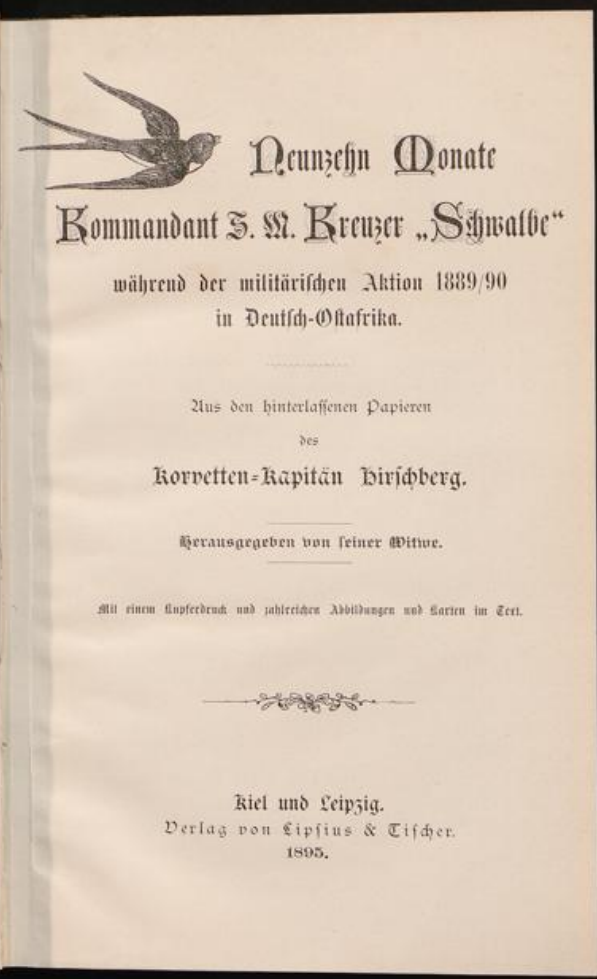 Neunzehn Monate
Kommandant S. M. Kreuzer „Schwalbe“
während der militäriſchen Aktion 1889/90
in Deutſch-Oſtafrika.
Aus den hinterlaſſenen Papieren
des
Korvetten-Kapitän Hirſchberg.
Herausgegeben von ſeiner Witwe.
Mit einem Kupferdruck und zahlreichen Abbildungen und Karten im Text.
Kiel und Leipzig.
Verlag von Lipſius & Tiſcher.
1895.